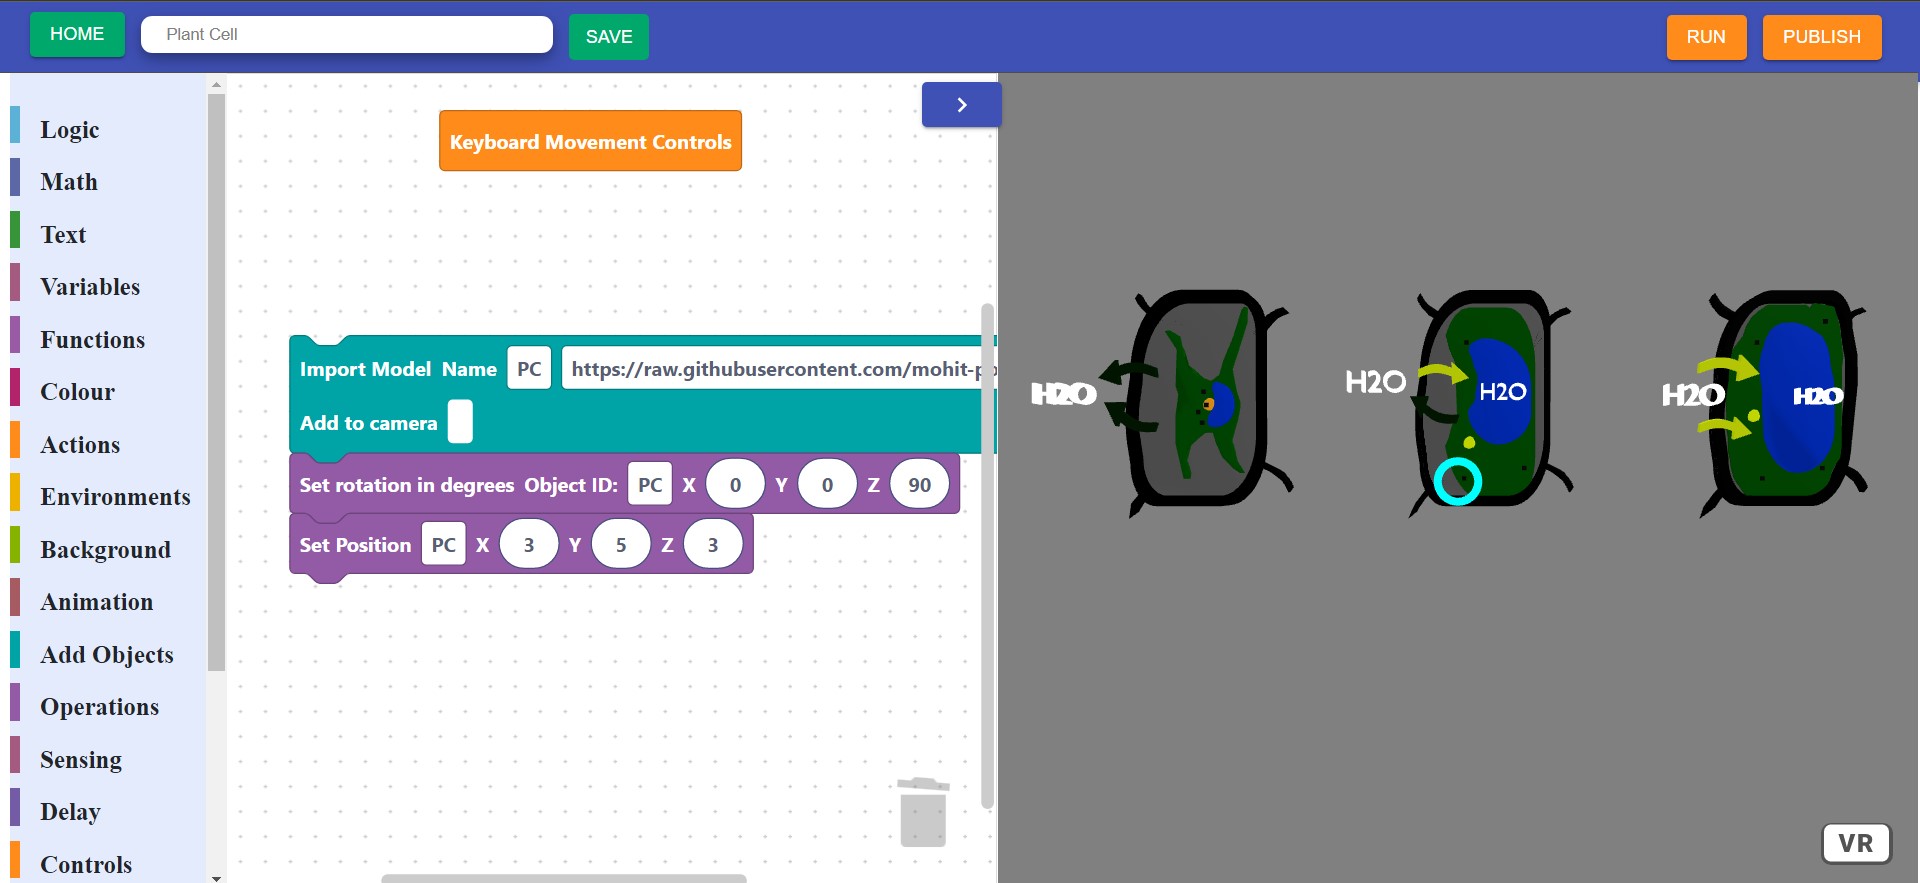 HOME
Plant Cell
SAVE
RUN
PUBLISH
Logic
Math
Text
Variables
Functions
Colour
Actions
Environments
Background
Animation
Add Objects
Operations
Sensing
Delay
Controls
Keyboard Movement Controls
Import Model Name PC https://raw.githubusercontent.com/mohit-p
Add to camera
Set rotation in degrees Object ID: PC X 0 Y 0 Z 90
Set Position PC X 3 Y 5 Z 3
H2O
H2O H2O
H2O H2O
VR